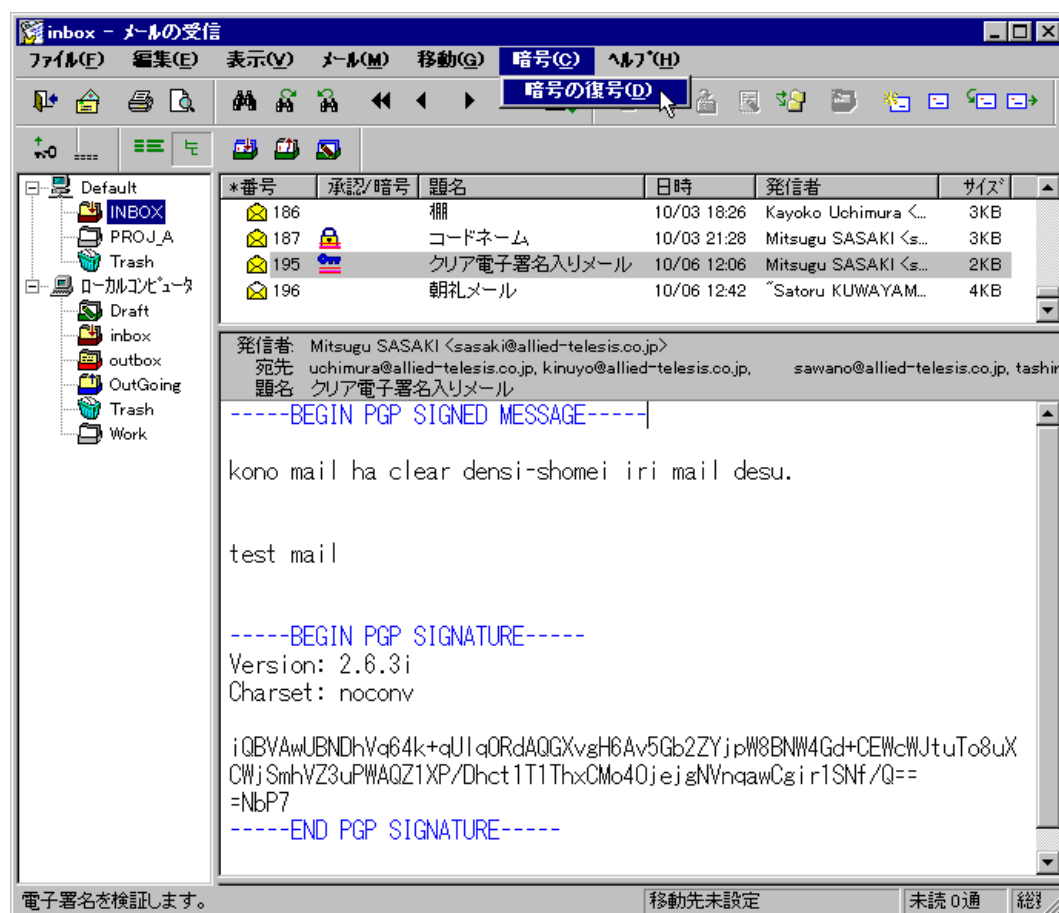 inbox - メールの受信
ファイル(F) 編集(E) 表示(V) メール(M) 移動(G) 暗号(C) ヘルプ(H)
暗号の復号(D)
Default
INBOX
PROJ_A
Trash
ローカルコンピュータ
Draft
inbox
outbox
OutGoing
Trash
Work
*番号 承認/暗号 題名 日時 発信者 サイズ
186 棚 10/03 18:26 Kayoko Uchimura <... 3KB
187 コードネーム 10/03 21:28 Mitsugu SASAKI <s... 3KB
195 クリア電子署名入りメール 10/06 12:06 Mitsugu SASAKI <s... 2KB
196 朝礼メール 10/06 12:42 "Satoru KUWAYAM... 4KB
発信者: Mitsugu SASAKI <sasaki@allied-telesis.co.jp>
宛先 uchimura@allied-telesis.co.jp, kinuyo@allied-telesis.co.jp, sawano@allied-telesis.co.jp, tashir
題名 クリア電子署名入りメール
-----BEGIN PGP SIGNED MESSAGE-----
kono mail ha clear densi-shomei iri mail desu.
test mail
-----BEGIN PGP SIGNATURE-----
Version: 2.6.3i
Charset: noconv
iQBVAwUBNDhVq64k+qUIqORdAQGXvgH6Av5Gb2ZYjpW8BNW4Gd+CEWcWJtuTo8uX
CWjSmhVZ3uPWAQZ1XP/Dhct1T1ThxCMo4OjejgNVnqawCgir1SNf/Q==
=NbP7
-----END PGP SIGNATURE-----
電子署名を検証します。 移動先未設定 未読 0通